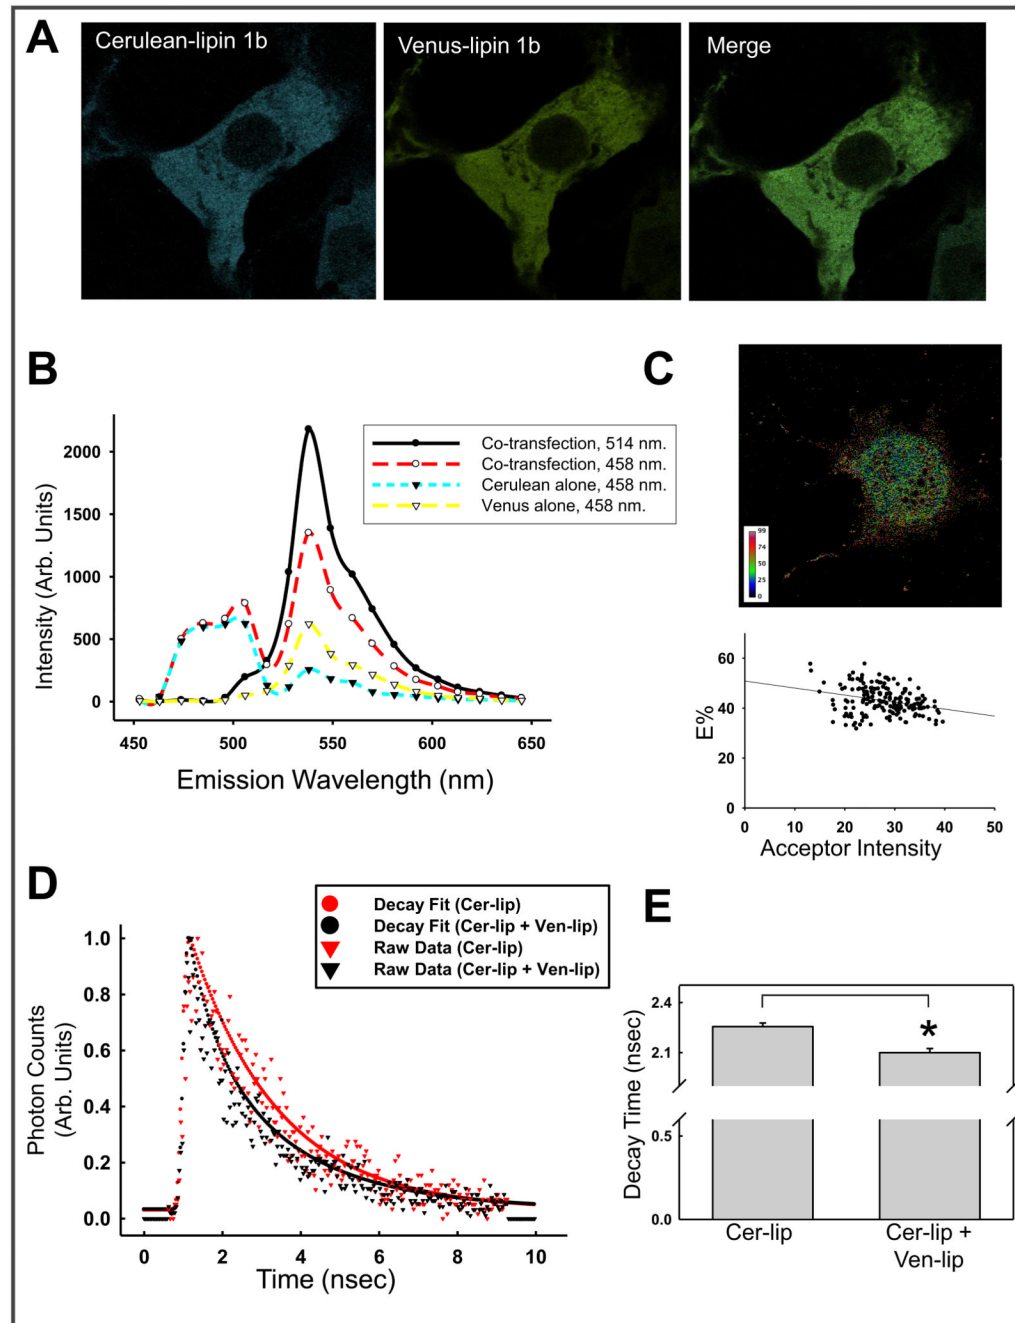 A
Cerulean-lipin 1b
Venus-lipin 1b
Merge
B
Intensity (Arb. Units)
2000
1500
1000
500
0
450
500
550
600
650
Emission Wavelength (nm)
Co-transfection, 514 nm.
Co-transfection, 458 nm.
Cerulean alone, 458 nm.
Venus alone, 458 nm.
C
99
74
50
25
0
E%
60
40
20
0
0
10
20
30
40
50
Acceptor Intensity
D
Decay Fit (Cer-lip)
Decay Fit (Cer-lip + Ven-lip)
Raw Data (Cer-lip)
Raw Data (Cer-lip + Ven-lip)
Photon Counts
(Arb. Units)
1.0
0.8
0.6
0.4
0.2
0.0
0
2
4
6
8
10
Time (nsec)
E
Decay Time (nsec)
2.4
2.1
0.5
0.0
*
Cer-lip
Cer-lip +
Ven-lip